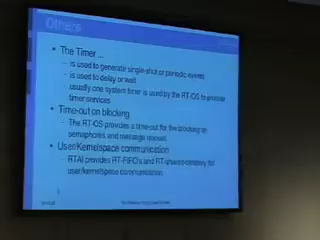 Others
• The Timer ...
– is used to generate single-shot or periodic events
– is used to delay or wait
usually one system timer is used by the RT-OS to provide
timer services
• Time-out on blocking
– The RT-OS provides a time-out for the blocking on
semaphores and message queues
• User/Kernelspace communication
– RTAI provides RT-FIFO's and RT-shared-memory for
user/kernelspace communication